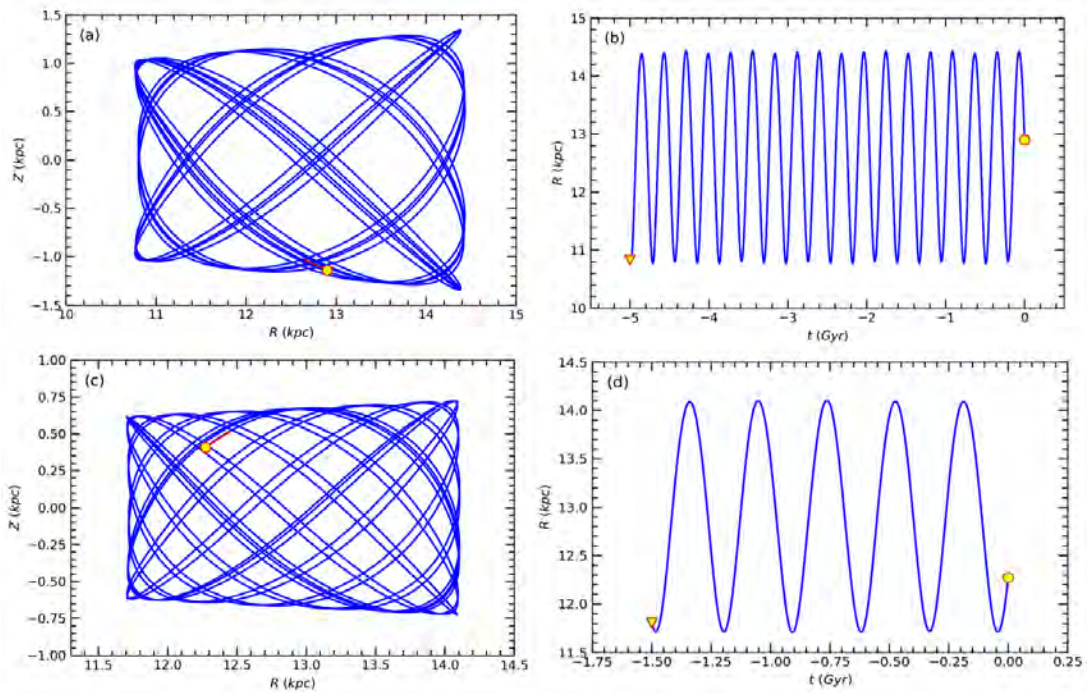 (a)
1.5
1.0
0.5
0.0
−0.5
−1.0
−1.5
Z (kpc)
10 11 12 13 14 15
R (kpc)
(b)
15
14
13
12
11
10
R (kpc)
−5 −4 −3 −2 −1 0
t (Gyr)
(c)
1.00
0.75
0.50
0.25
0.00
−0.25
−0.50
−0.75
−1.00
Z (kpc)
11.5 12.0 12.5 13.0 13.5 14.0 14.5
R (kpc)
(d)
14.5
14.0
13.5
13.0
12.5
12.0
11.5
R (kpc)
−1.75 −1.50 −1.25 −1.00 −0.75 −0.50 −0.25 0.00 0.25
t (Gyr)